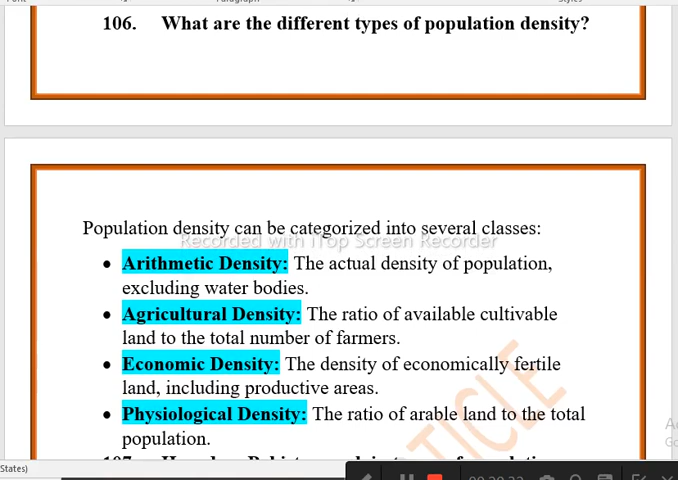 106. What are the different types of population density?
Population density can be categorized into several classes:
Recorded with iTop Screen Recorder
• Arithmetic Density: The actual density of population,
excluding water bodies.
• Agricultural Density: The ratio of available cultivable
land to the total number of farmers.
• Economic Density: The density of economically fertile
land, including productive areas.
• Physiological Density: The ratio of arable land to the total
population.
TICLE
States)